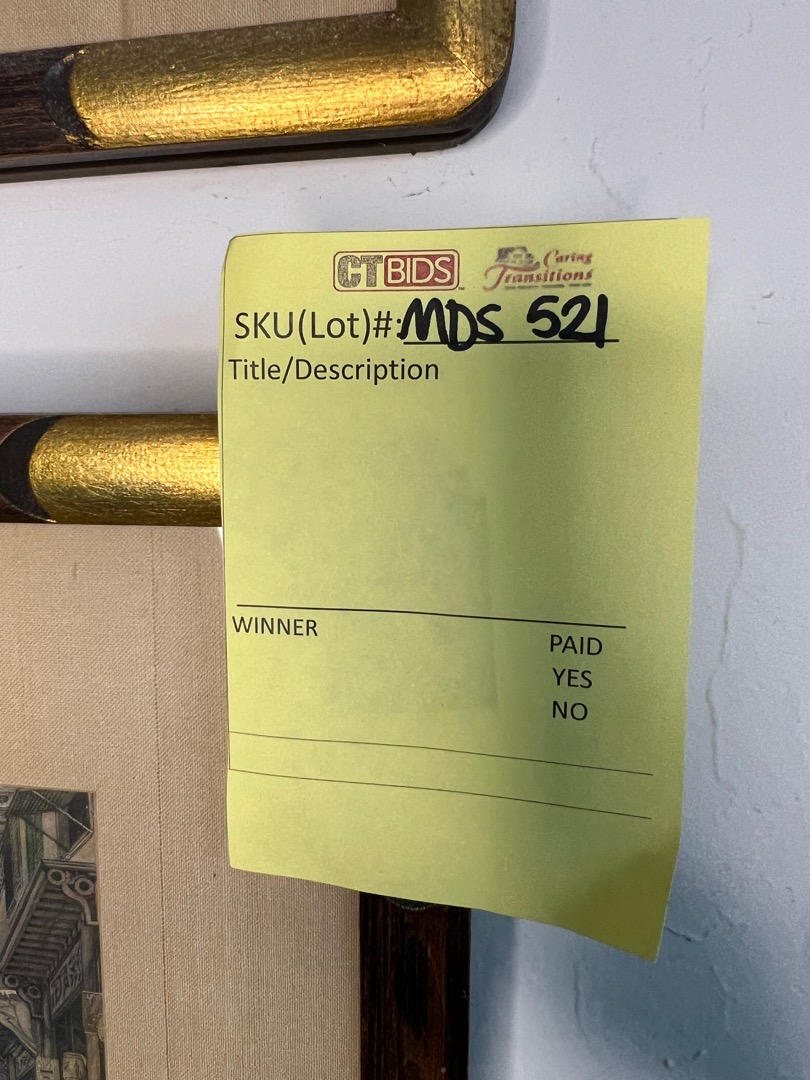 CTBIDS
Caring
Transitions
SKU(Lot)#: MDS 521
Title/Description
WINNER
PAID
YES
NO